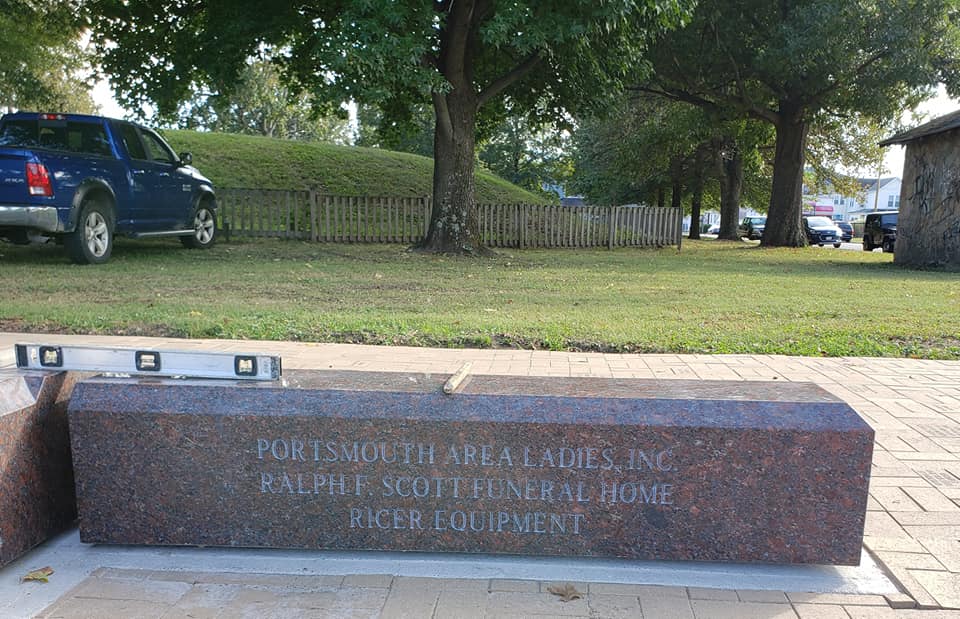 PORTSMOUTH AREA LADIES, INC.
RALPH F. SCOTT FUNERAL HOME
RICER EQUIPMENT